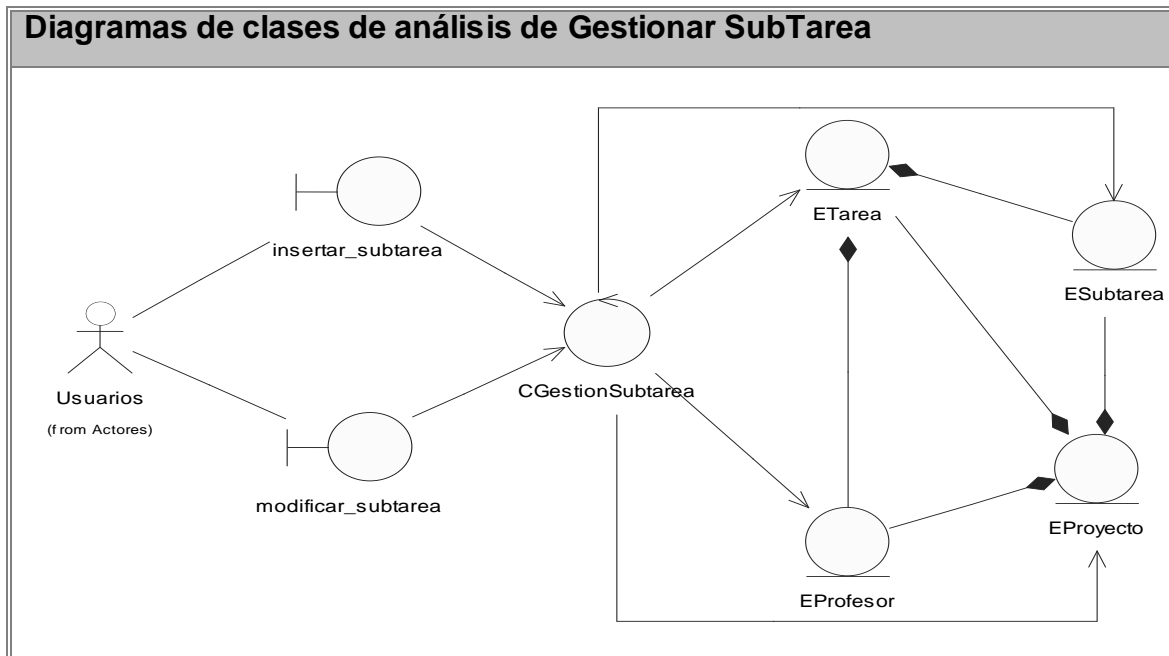 Diagramas de clases de análisis de Gestionar SubTarea
insertar_subtarea
ETarea
ESubtarea
Usuarios
(from Actores)
CGestionSubtarea
modificar_subtarea
EProfesor
EProyecto